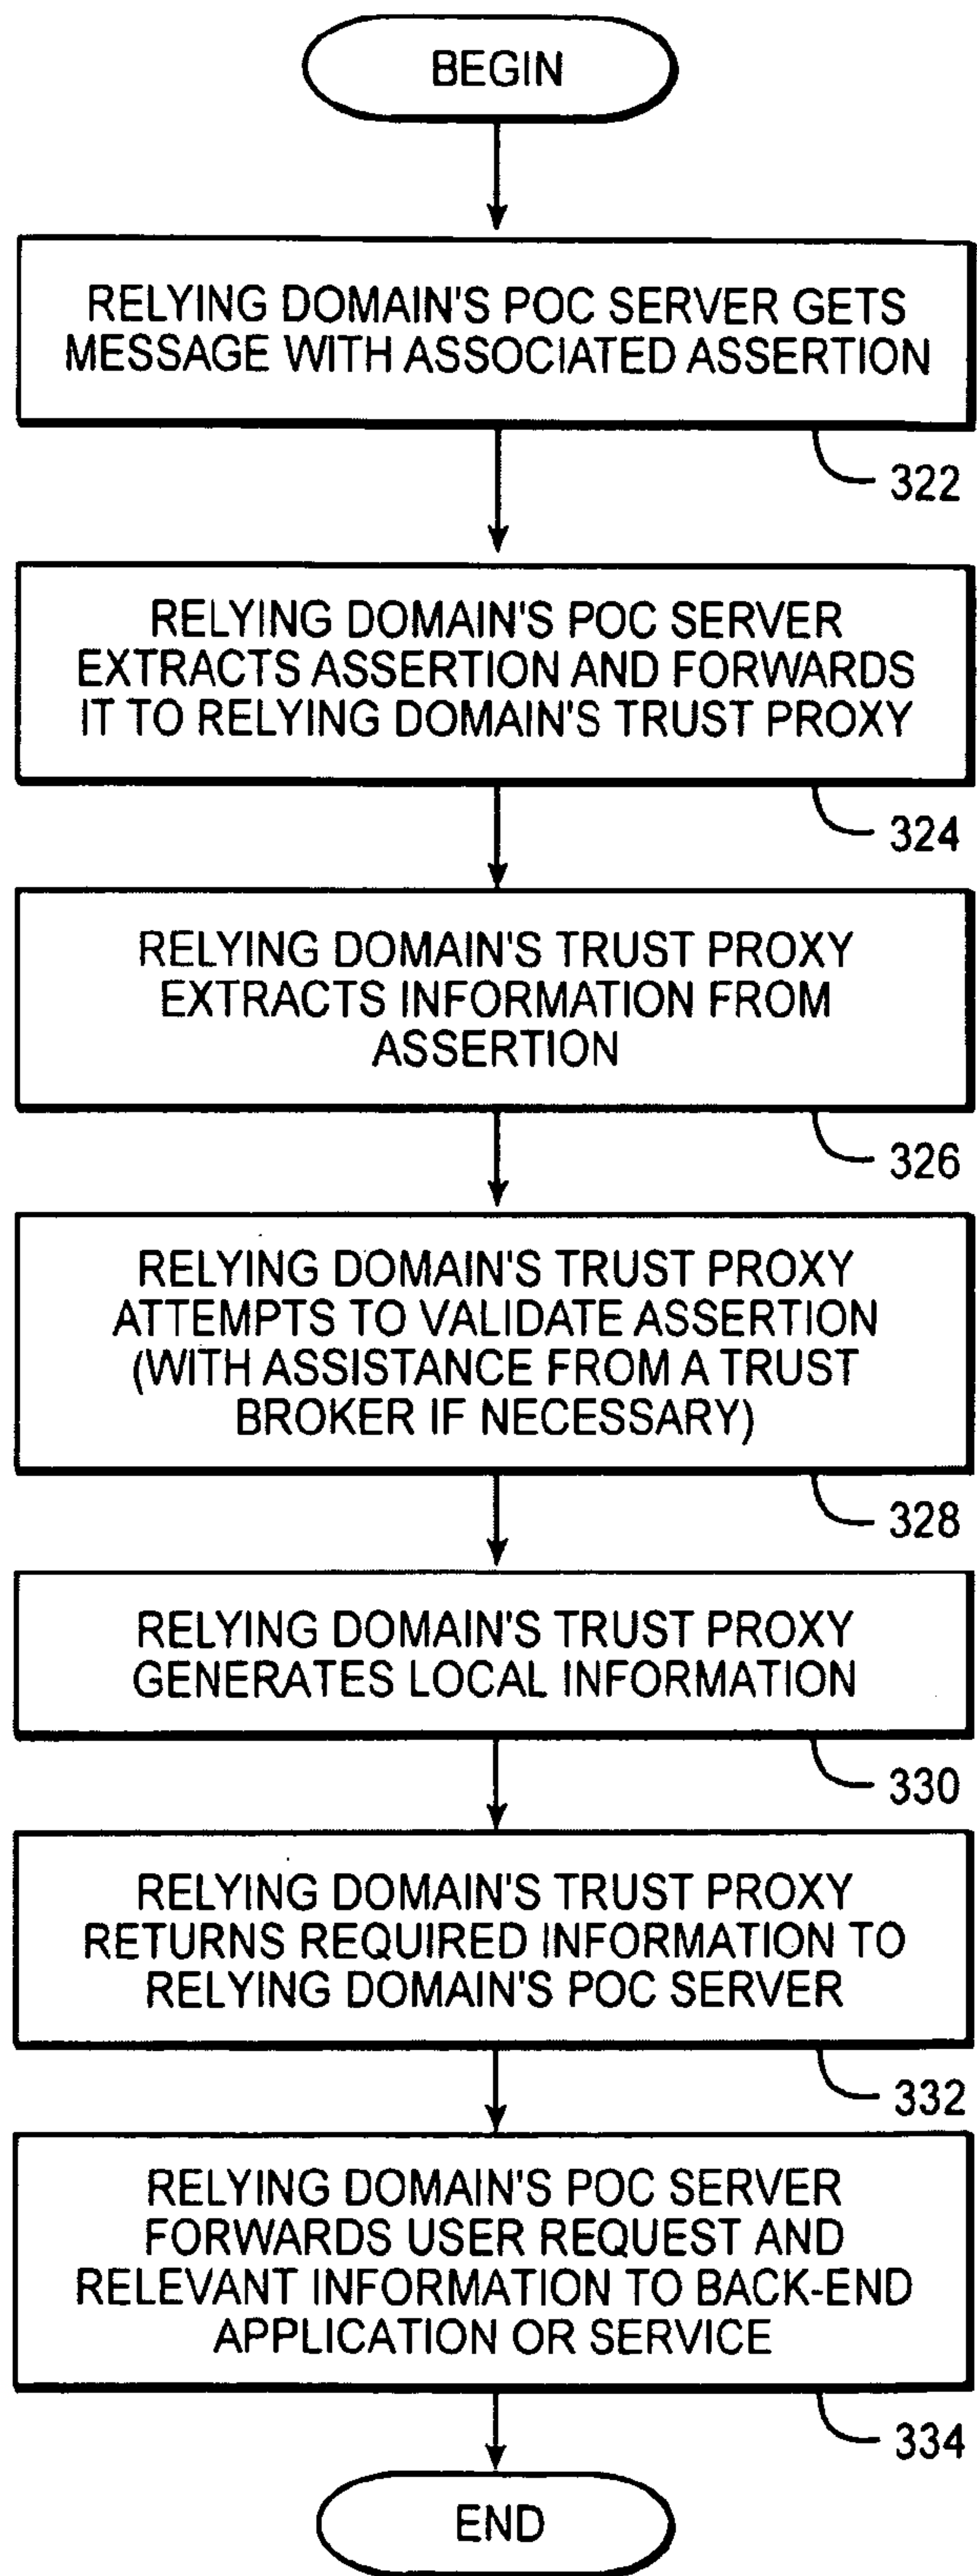 BEGIN
RELYING DOMAIN'S POC SERVER GETS
MESSAGE WITH ASSOCIATED ASSERTION
322
RELYING DOMAIN'S POC SERVER
EXTRACTS ASSERTION AND FORWARDS
IT TO RELYING DOMAIN'S TRUST PROXY
324
RELYING DOMAIN'S TRUST PROXY
EXTRACTS INFORMATION FROM
ASSERTION
326
RELYING DOMAIN'S TRUST PROXY
ATTEMPTS TO VALIDATE ASSERTION
(WITH ASSISTANCE FROM A TRUST
BROKER IF NECESSARY)
328
RELYING DOMAIN'S TRUST PROXY
GENERATES LOCAL INFORMATION
330
RELYING DOMAIN'S TRUST PROXY
RETURNS REQUIRED INFORMATION TO
RELYING DOMAIN'S POC SERVER
332
RELYING DOMAIN'S POC SERVER
FORWARDS USER REQUEST AND
RELEVANT INFORMATION TO BACK-END
APPLICATION OR SERVICE
334
END